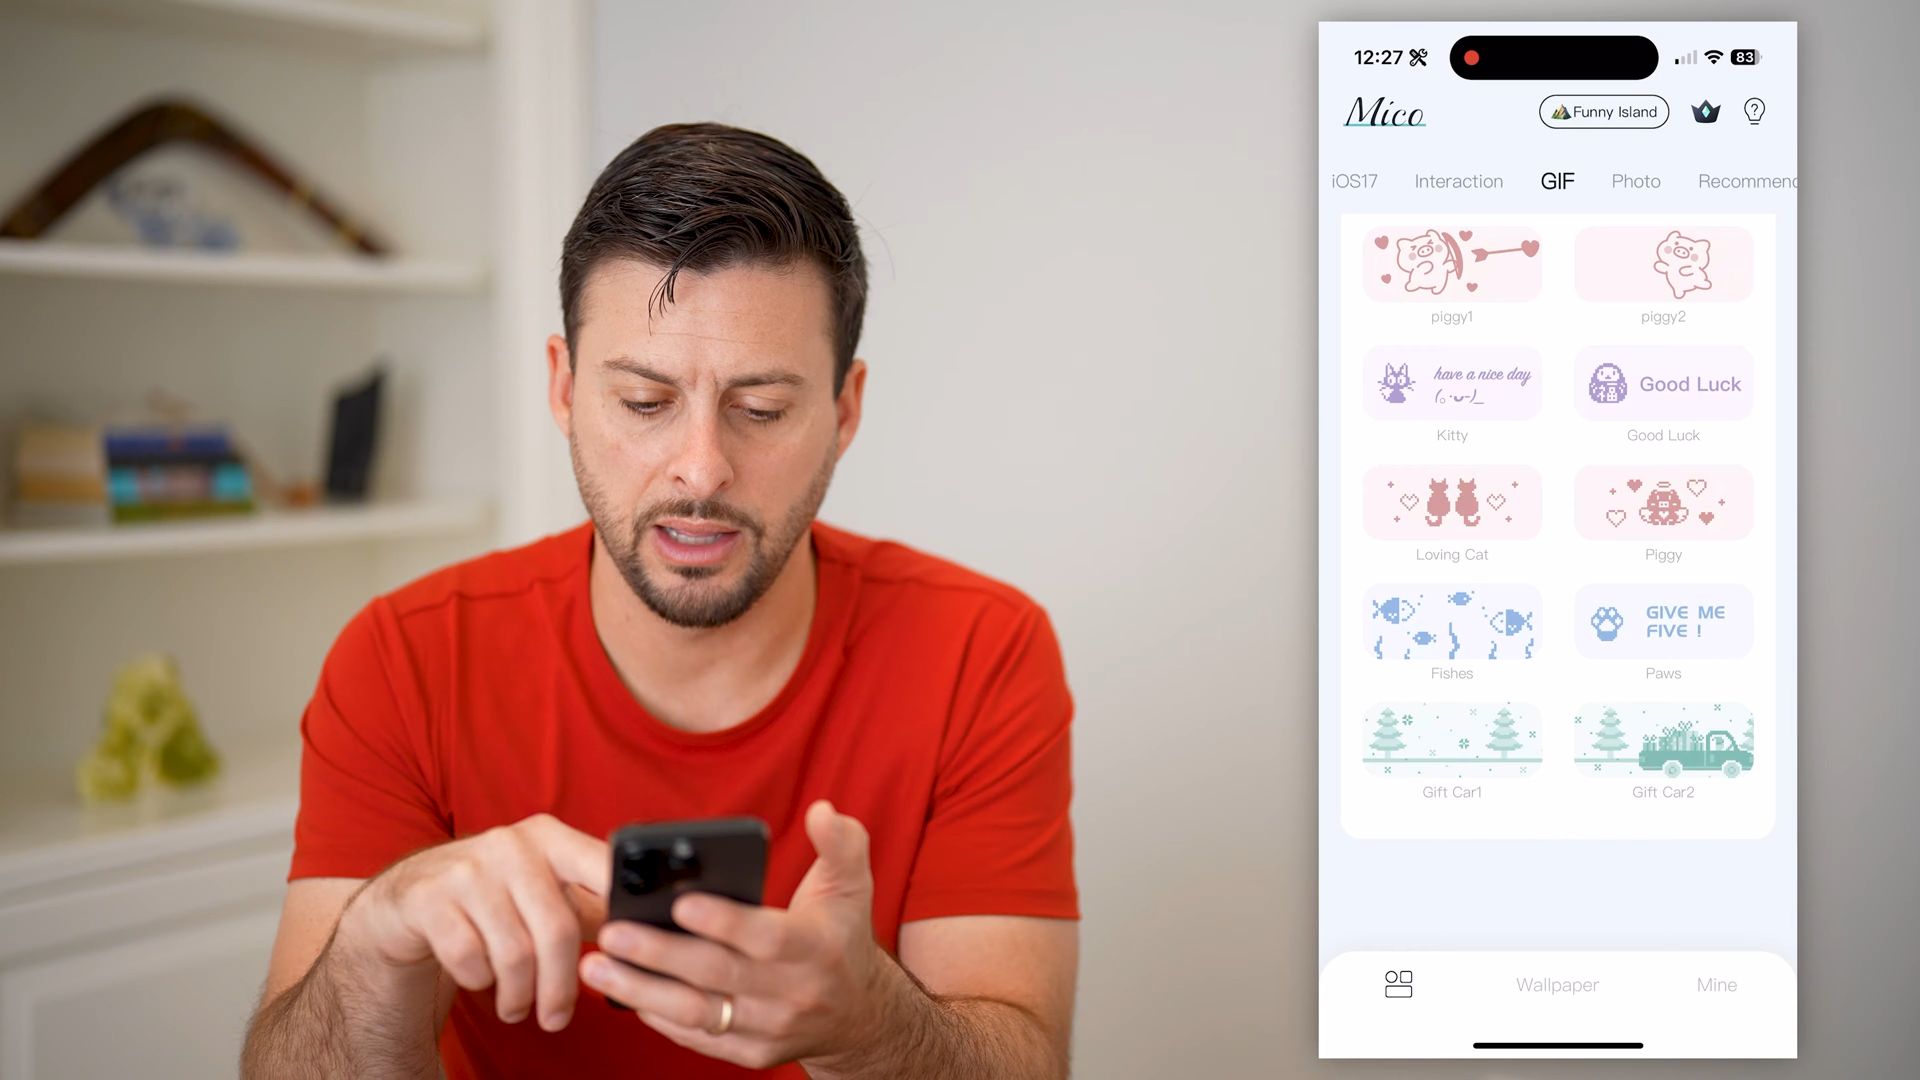 12:27
83
Mico
Funny Island
iOS17 Interaction GIF Photo Recommend
piggy1
piggy2
have a nice day
Good Luck
Kitty
Good Luck
Loving Cat
Piggy
GIVE ME
FIVE !
Fishes
Paws
Gift Car1
Gift Car2
Wallpaper
Mine